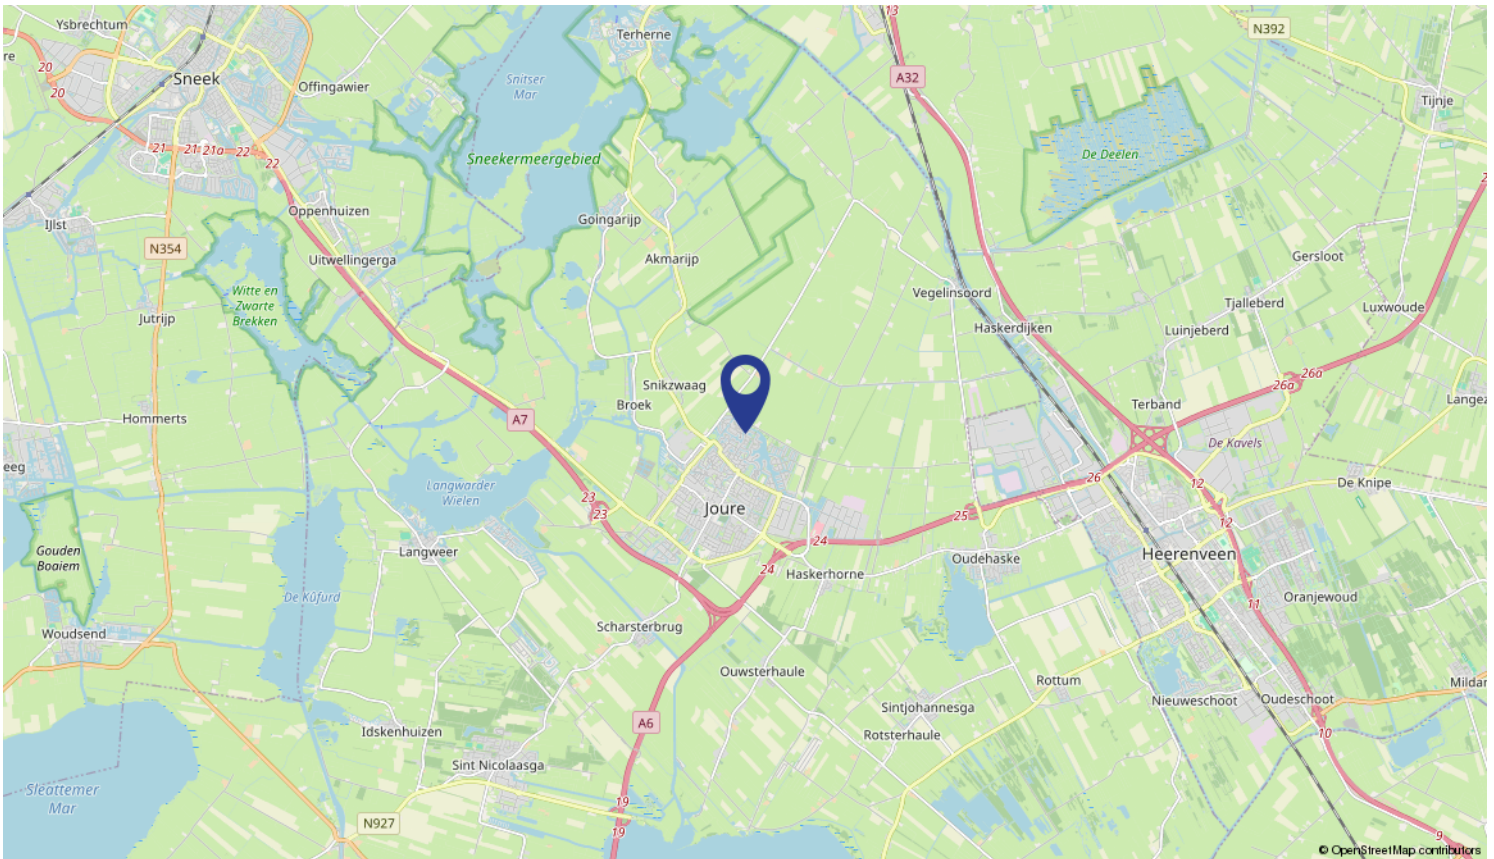 Ysbrechtum
Terherne
13
N392
re
20
20
Sneek
Offingawier
Snitser
Mar
A32
Tijnje
21
21
21a
22
22
Sneekermeergebied
De Deelen
IJlst
Oppenhuizen
Goingarijp
N354
Uitwellingerga
Akmarijp
Gersloot
Witte en
Zwarte
Brekken
Jutrijp
Vegelinsoord
Haskerdijken
Tjalleberd
Luxwoude
Luinjeberd
Snikzwaag
Broek
26a
26a
Terband
Langez
Hommerts
A7
De Kavels
eeg
Langwarder
Wielen
23
23
Joure
26
12
12
De Knipe
25
24
24
Gouden
Boaiem
Langweer
Haskerhorne
Oudehaske
Heerenveen
De Kûfurd
11
Oranjewoud
Woudsend
Scharsterbrug
Ouwsterhaule
Rottum
Mildar
Nieuweschoot
Oudeschoot
Sintjohannesga
Rotsterhaule
A6
10
Idskenhuizen
Sint Nicolaasga
Sleattemer
Mar
19
19
N927
9
© OpenStreetMap contributors